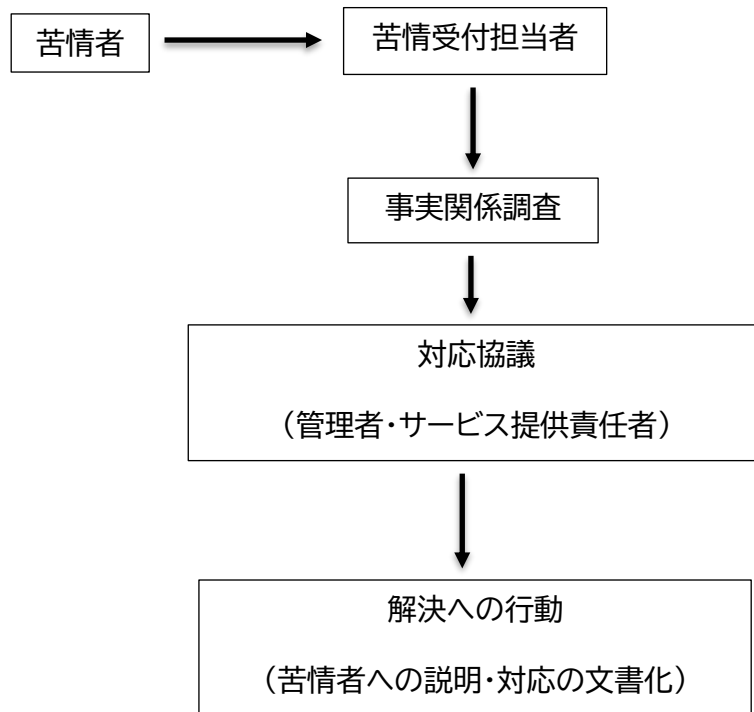 苦情者
苦情受付担当者
事実関係調査
対応協議
（管理者・サービス提供責任者）
解決への行動
（苦情者への説明・対応の文書化）